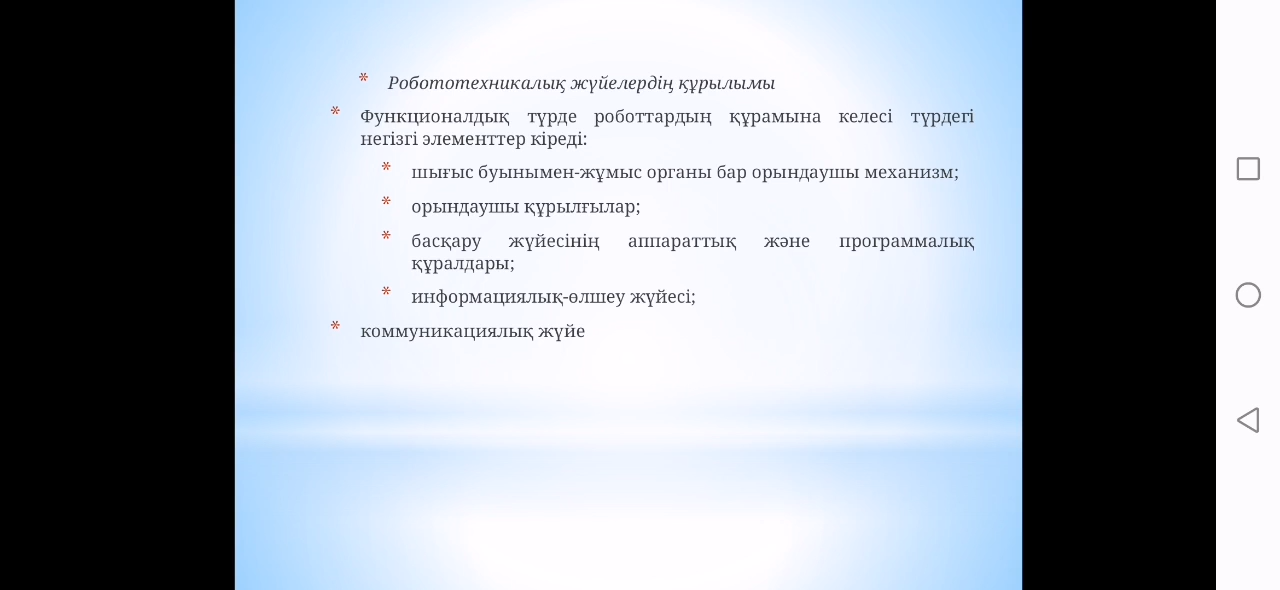 * Робототехникалық жүйелердің құрылымы
* Функционалдық түрде роботтардың құрамына келесі түрдегі
негізгі элементтер кіреді:
* шығыс буынымен-жұмыс органы бар орындаушы механизм;
* орындаушы құрылғылар;
* басқару жүйесінің аппараттық және программалық
құралдары;
* информациялық-өлшеу жүйесі;
* коммуникациялық жүйе